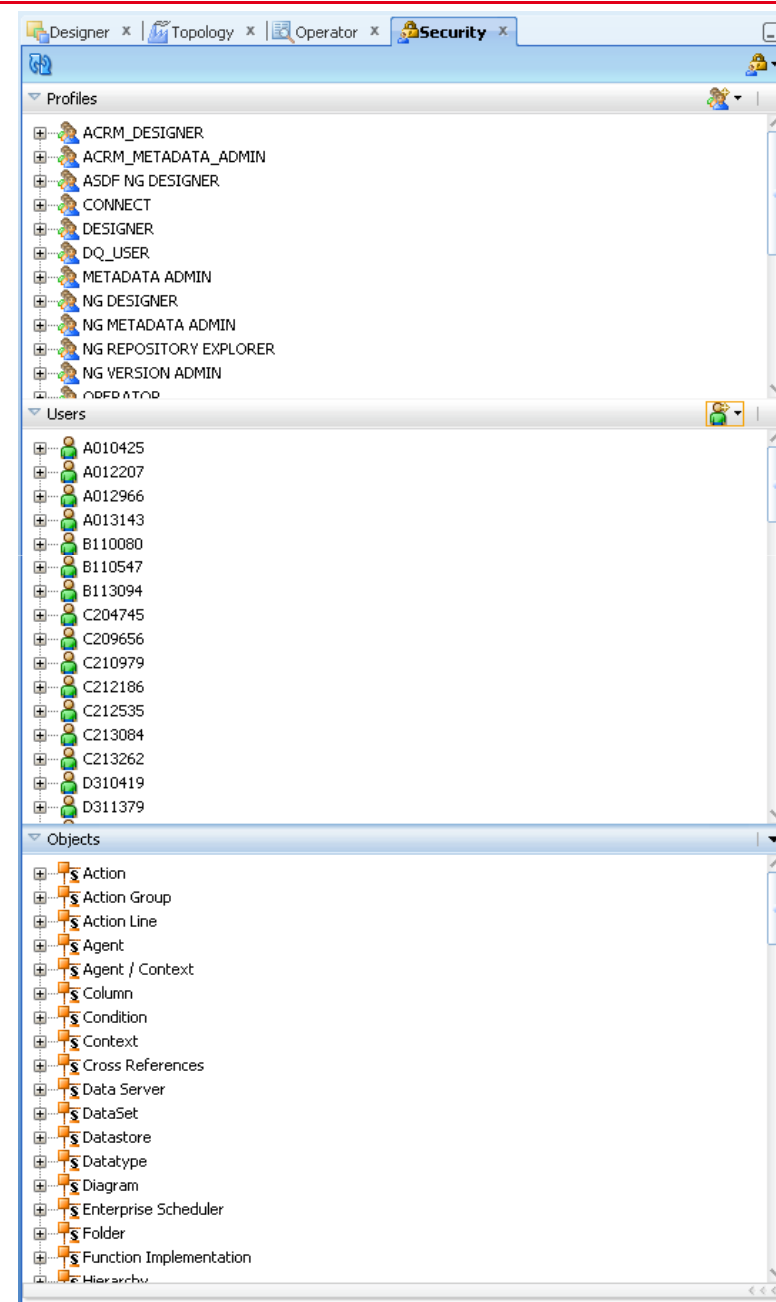 Designer x Topology x Operator x Security x
Profiles
ACRM_DESIGNER
ACRM_METADATA_ADMIN
ASDF NG DESIGNER
CONNECT
DESIGNER
DQ_USER
METADATA ADMIN
NG DESIGNER
NG METADATA ADMIN
NG REPOSITORY EXPLORER
NG VERSION ADMIN
OPERATOR
Users
A010425
A012207
A012966
A013143
B110080
B110547
B113094
C204745
C209656
C210979
C212186
C212535
C213084
C213262
D310419
D311379
Objects
Action
Action Group
Action Line
Agent
Agent / Context
Column
Condition
Context
Cross References
Data Server
DataSet
Datastore
Datatype
Diagram
Enterprise Scheduler
Folder
Function Implementation
Hierarchy